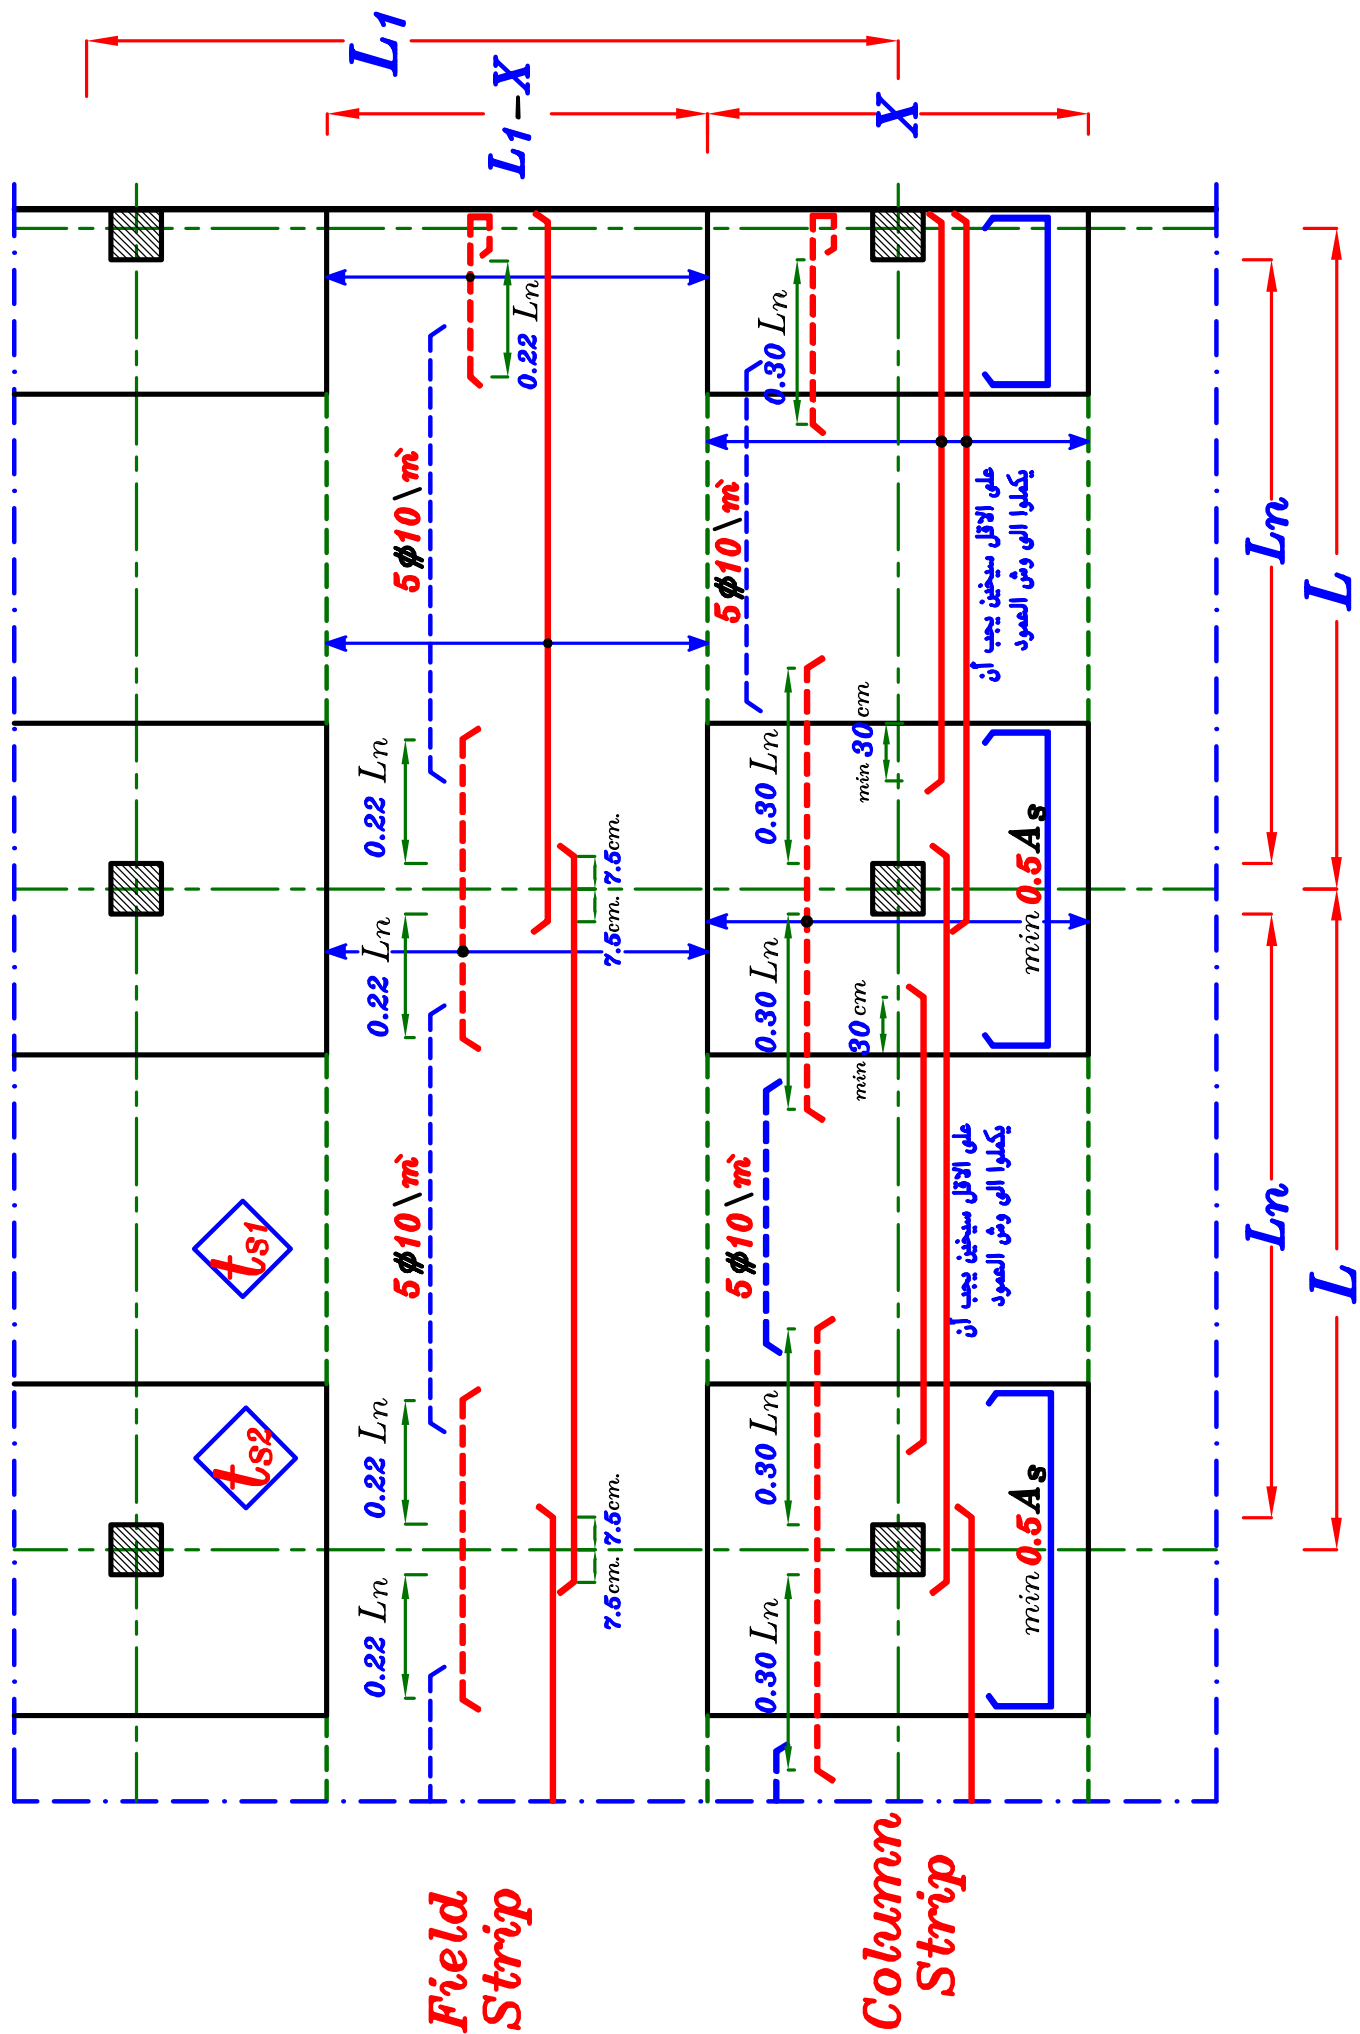 ts2
ts1
0.22 Ln
0.22 Ln
0.22 Ln
0.22 Ln
L1
5ϕ10\m`
5ϕ10\m`
Field
Strip
L1-X
0.22 Ln
7.5cm.
7.5cm.
7.5cm.
7.5cm.
5ϕ10\m`
5ϕ10\m`
0.30 Ln
0.30 Ln
0.30 Ln
0.30 Ln
0.30 Ln
min 30 cm
min 30 cm
Column
Strip
X
على الاقل سيخين يجب أن
يكملوا الى وش العمود
على الاقل سيخين يجب أن
يكملوا الى وش العمود
min 0.5As
min 0.5As
Ln
Ln
L
L